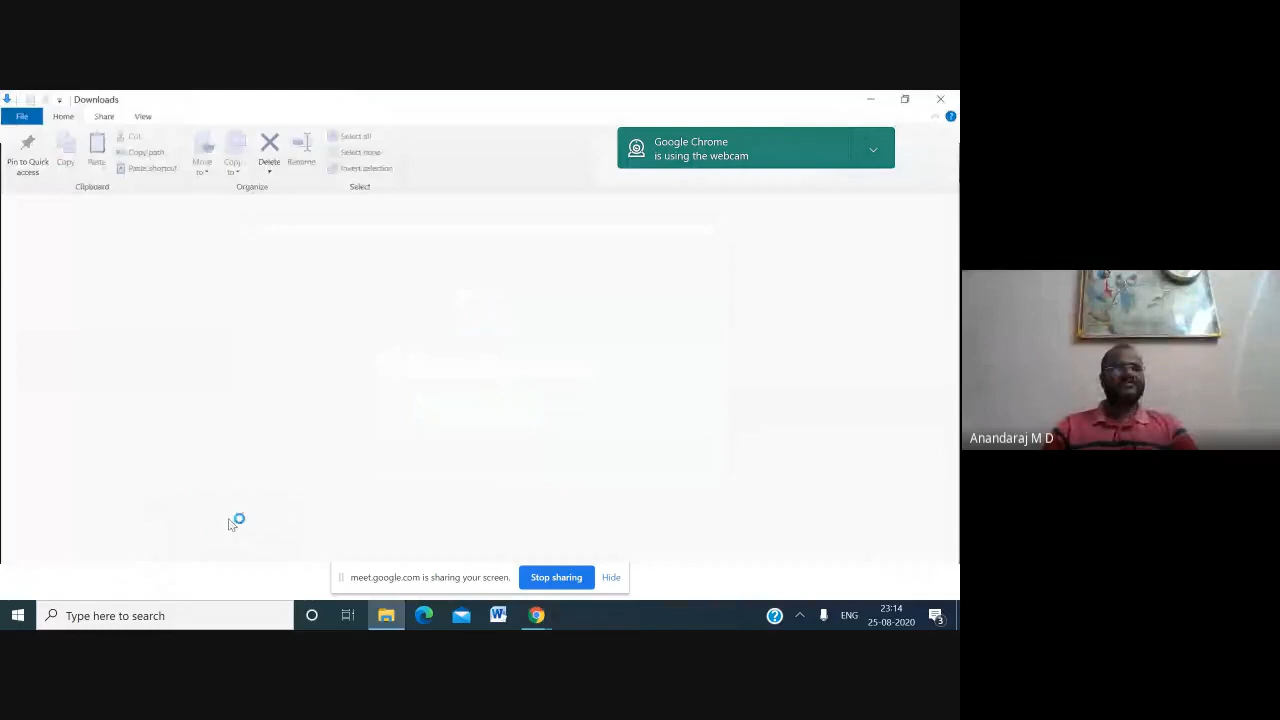 Downloads
File Home Share View
Pin to Quick access
Copy
Paste
Cut
Copy path
Paste shortcut
Clipboard
Move to
Copy to
Delete
Rename
Organize
Select all
Select none
Invert selection
Select
Google Chrome
is using the webcam
Anandaraj M D
meet.google.com is sharing your screen. Stop sharing Hide
Type here to search
ENG
23:14
25-08-2020
3